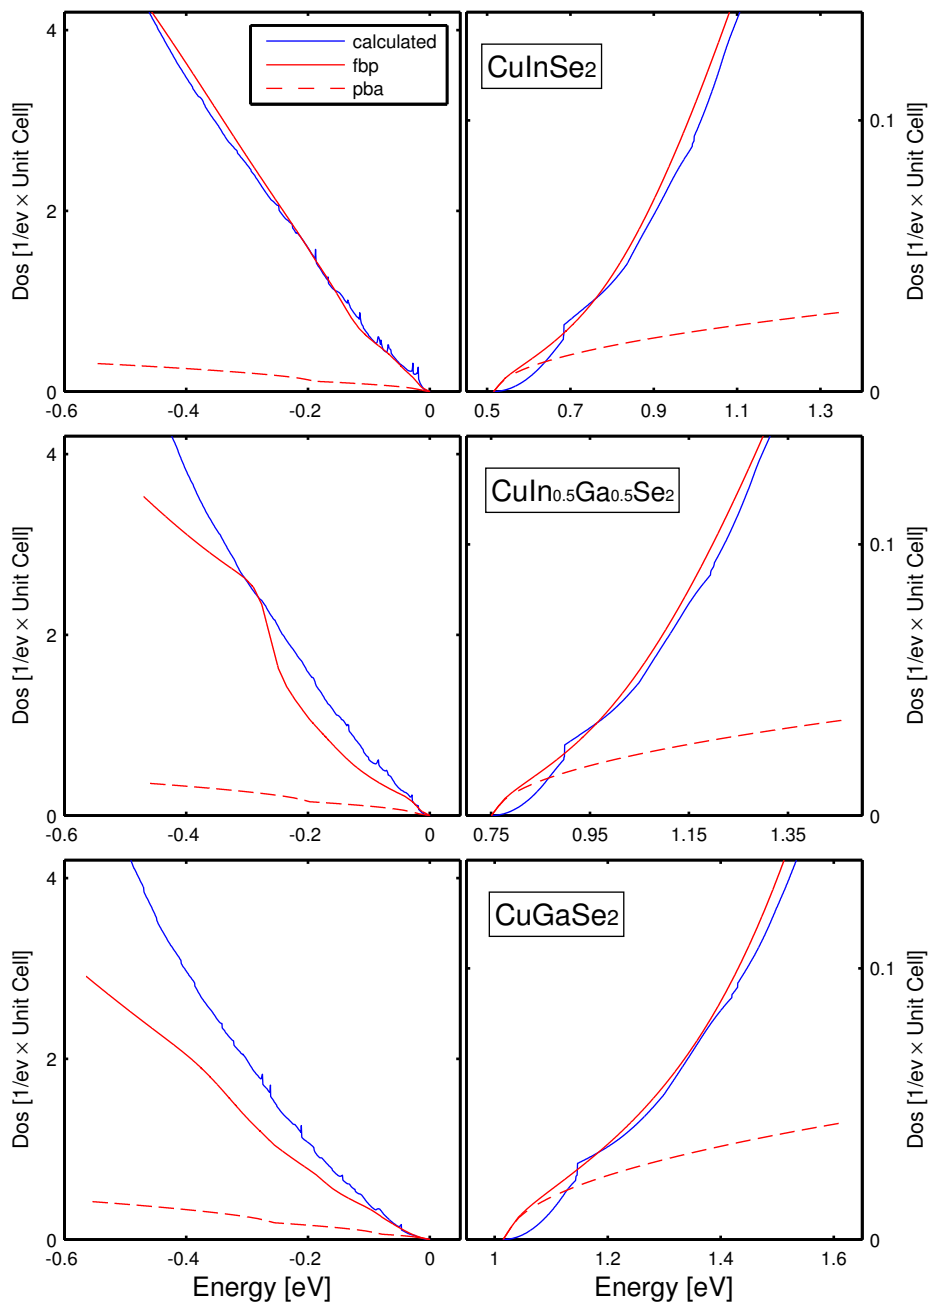 4
2
0
Dos [1/ev × Unit Cell]
calculated
fbp
pba
-0.6
-0.4
-0.2
0
CuInSe2
0.1
0
Dos [1/ev × Unit Cell]
0.5
0.7
0.9
1.1
1.3
4
2
0
Dos [1/ev × Unit Cell]
-0.6
-0.4
-0.2
0
CuIn0.5Ga0.5Se2
0.1
0
Dos [1/ev × Unit Cell]
0.75
0.95
1.15
1.35
4
2
0
Dos [1/ev × Unit Cell]
-0.6
-0.4
-0.2
0
Energy [eV]
CuGaSe2
0.1
0
Dos [1/ev × Unit Cell]
1
1.2
1.4
1.6
Energy [eV]